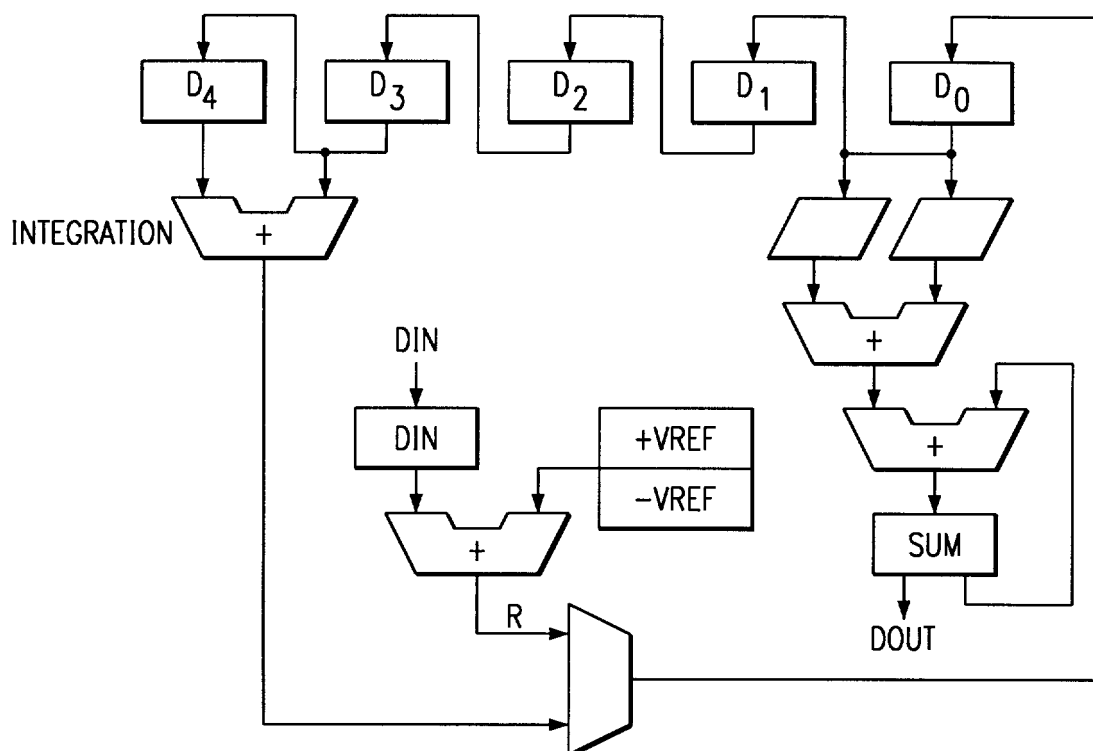 D4 D3 D2 D1 D0
INTEGRATION
+
+
DIN
DIN
+VREF
-VREF
+
+
SUM
R
DOUT